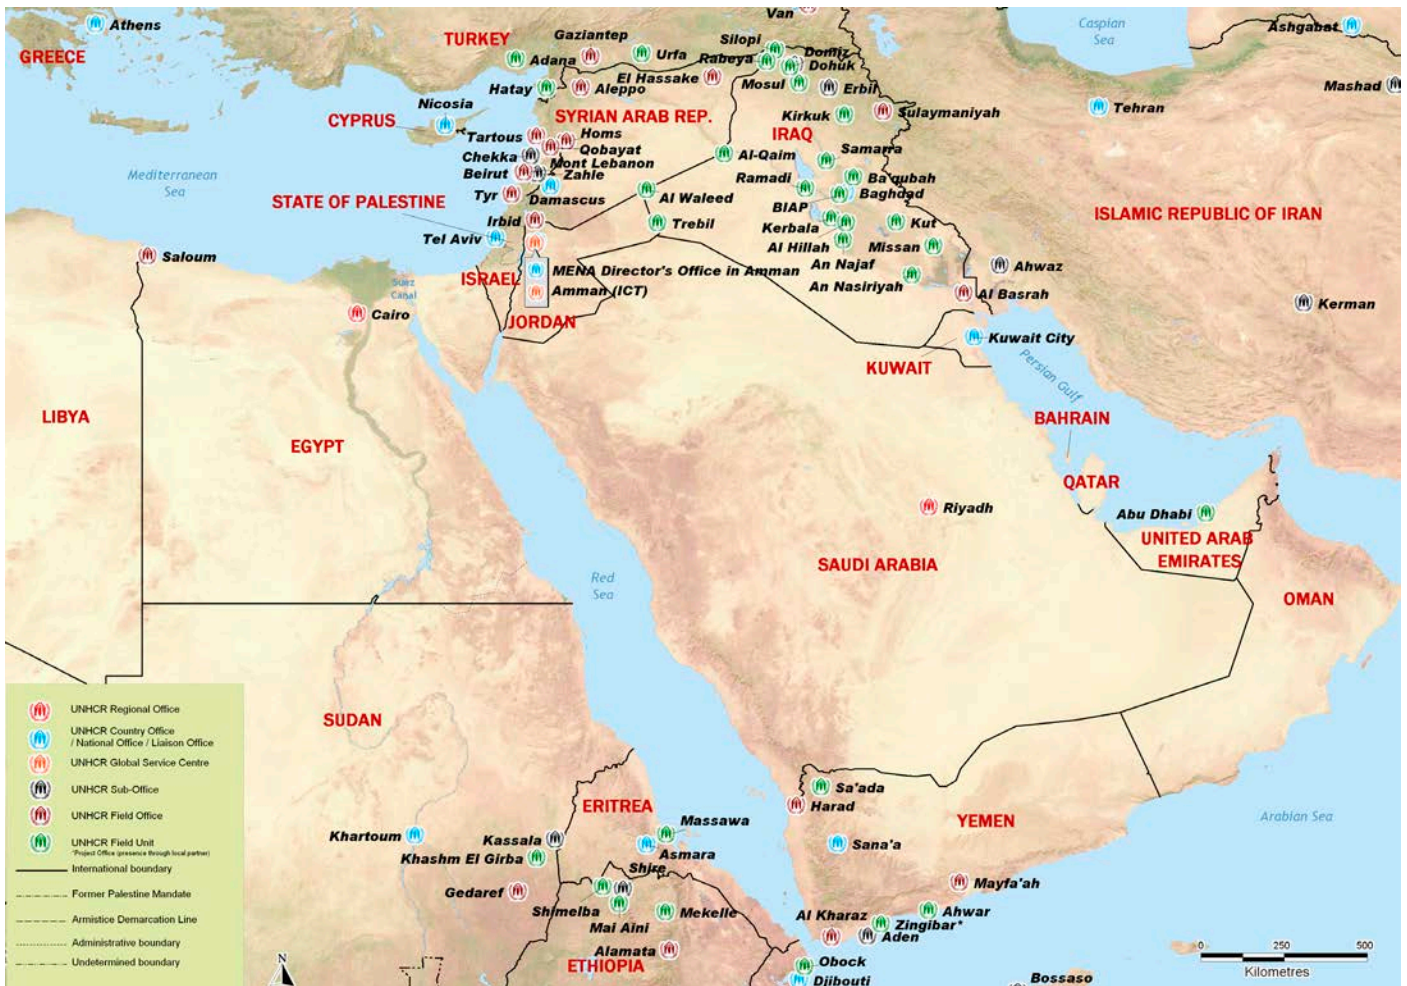 Van
Athens
Caspian
Sea
Ashgabat
GREECE
TURKEY
Gaziantep
Silopi
Adana
Urfa
Rabeya
Domiz
Dohuk
El Hassake
Mosul
Erbil
Mashad
Hatay
Aleppo
Tehran
Nicosia
CYPRUS
SYRIAN ARAB REP.
Kirkuk
Sulaymaniyah
IRAQ
Tartous
Homs
Qobayat
Chekka
Mont Lebanon
Al-Qaim
Samarra
Mediterranean
Sea
Beirut
Zahle
Ramadi
Ba'qubah
Baghdad
Tyr
Damascus
Al Waleed
BIAP
STATE OF PALESTINE
Irbid
Trebil
Kerbala
Kut
ISLAMIC REPUBLIC OF IRAN
Tel Aviv
Al Hillah
Missan
Saloum
An Najaf
Ahwaz
ISRAEL
MENA Director's Office in Amman
An Nasiriyah
Suez
Canal
Amman (ICT)
Al Basrah
Kerman
Cairo
JORDAN
Kuwait City
KUWAIT
Persian Gulf
LIBYA
EGYPT
BAHRAIN
QATAR
Riyadh
Abu Dhabi
UNITED ARAB
EMIRATES
SAUDI ARABIA
Red
Sea
OMAN
SUDAN
UNHCR Regional Office
UNHCR Country Office
/ National Office / Liaison Office
UNHCR Global Service Centre
UNHCR Sub-Office
UNHCR Field Office
UNHCR Field Unit
*Project Office (presence through local partner)
International boundary
Former Palestine Mandate
Armistice Demarcation Line
Administrative boundary
Undetermined boundary
Sa'ada
Harad
ERITREA
YEMEN
Arabian Sea
Khartoum
Kassala
Massawa
Sana'a
Asmara
Khashm El Girba
Shire
Gedaref
Mayfa'ah
Shimelba
Mekelle
Al Kharaz
Ahwar
Zingibar*
Mai Aini
Aden
Alamata
ETHIOPIA
Obock
Djibouti
N
0 250 500
Kilometres
Bossaso